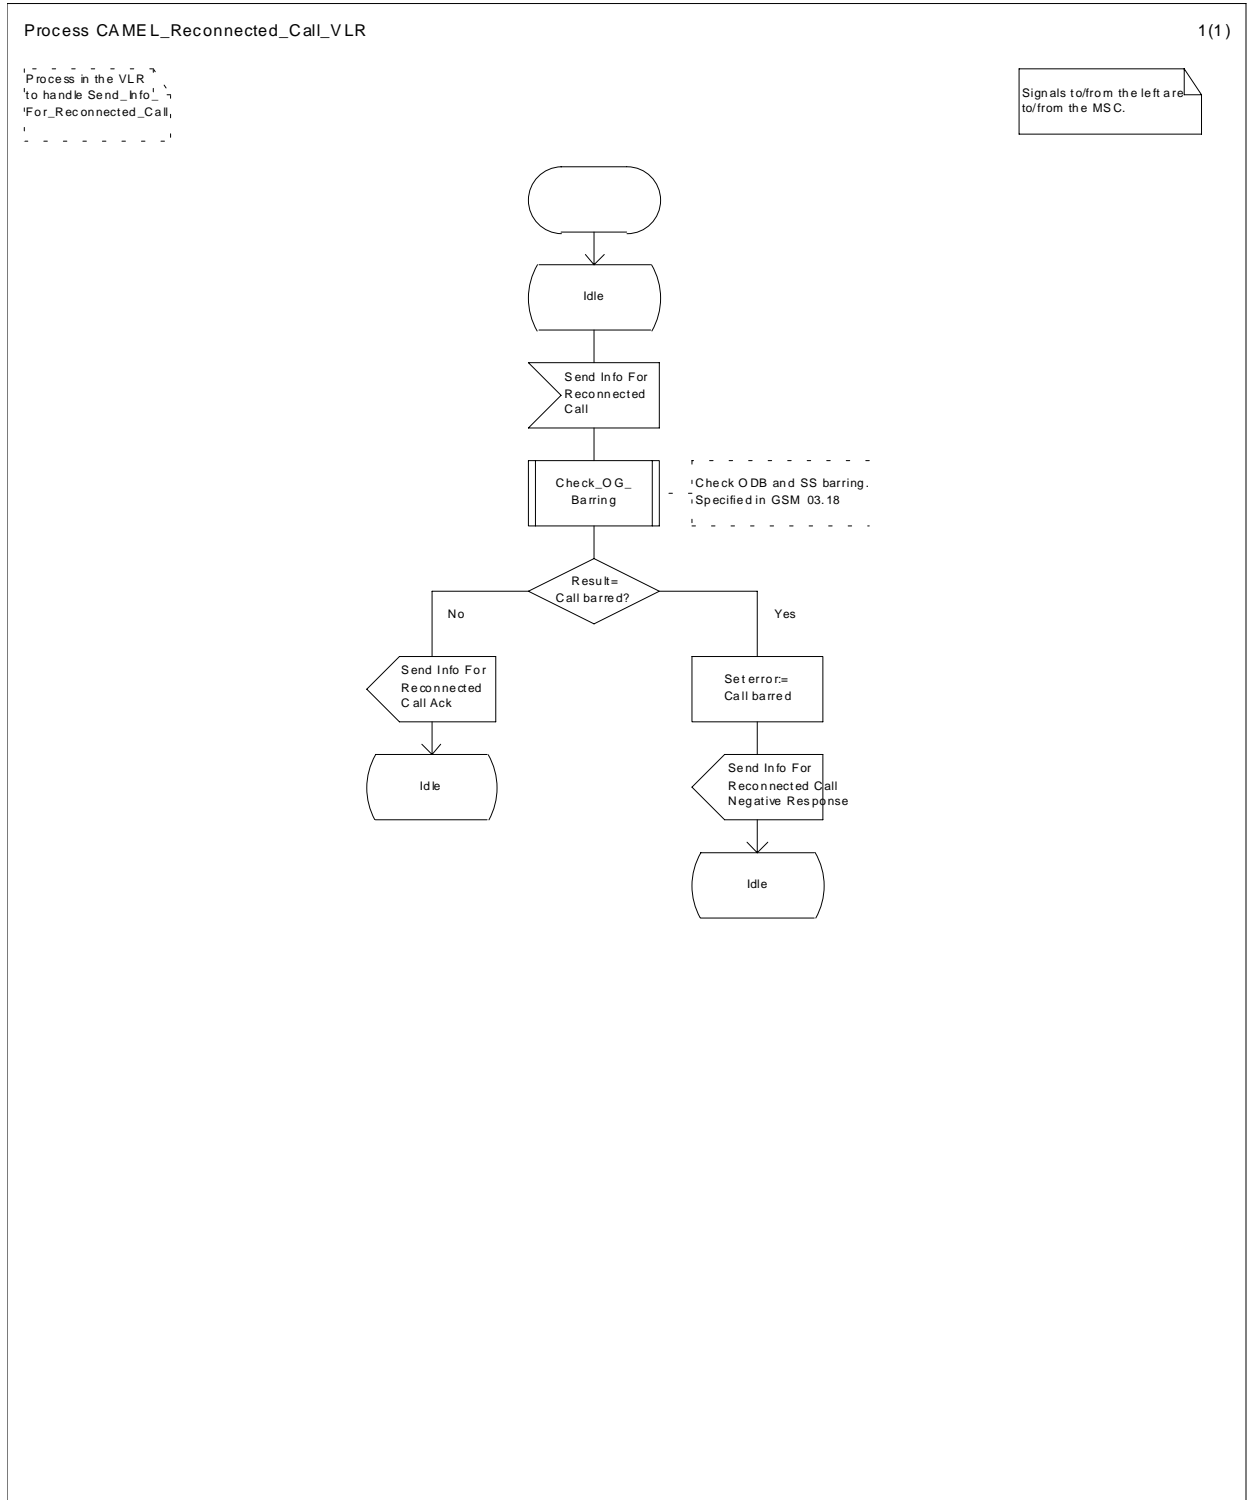 Process CAMEL_Reconnected_Call_VLR
1(1)
Process in the VLR
to handle Send_Info_
For_Reconnected_Call
Signals to/from the left are
to/from the MSC.
Idle
Send Info For
Reconnected
Call
Check_OG_
Barring
Check ODB and SS barring.
Specified in GSM 03.18
Result=
Call barred?
No
Yes
Send Info For
Reconnected
Call Ack
Set error:=
Call barred
Idle
Send Info For
Reconnected Call
Negative Response
Idle